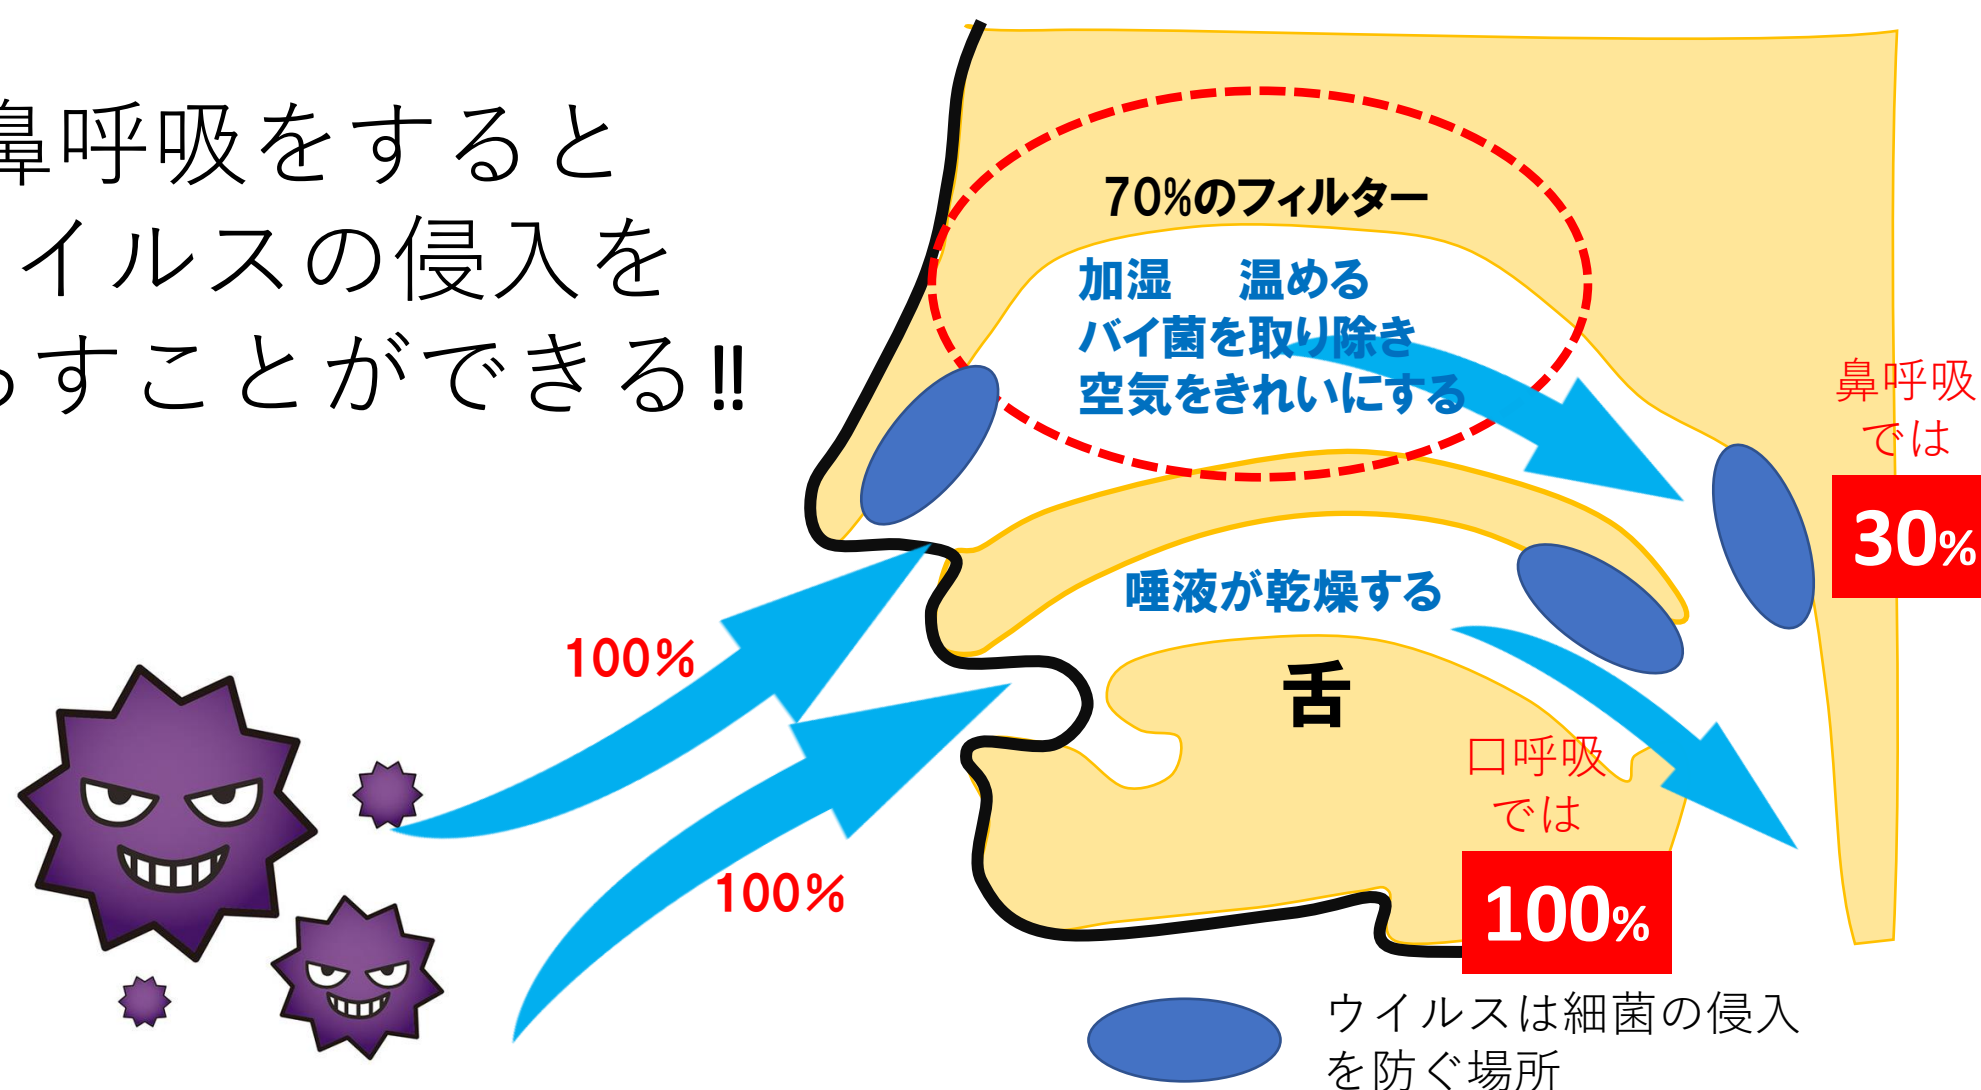 鼻呼吸をすると
イルスの侵入を
らすことができる!!
70%のフィルター
加湿 温める
バイ菌を取り除き
空気をきれいにする
鼻呼吸
では
30%
唾液が乾燥する
舌
100%
100%
口呼吸
では
100%
ウイルスは細菌の侵入
を防ぐ場所